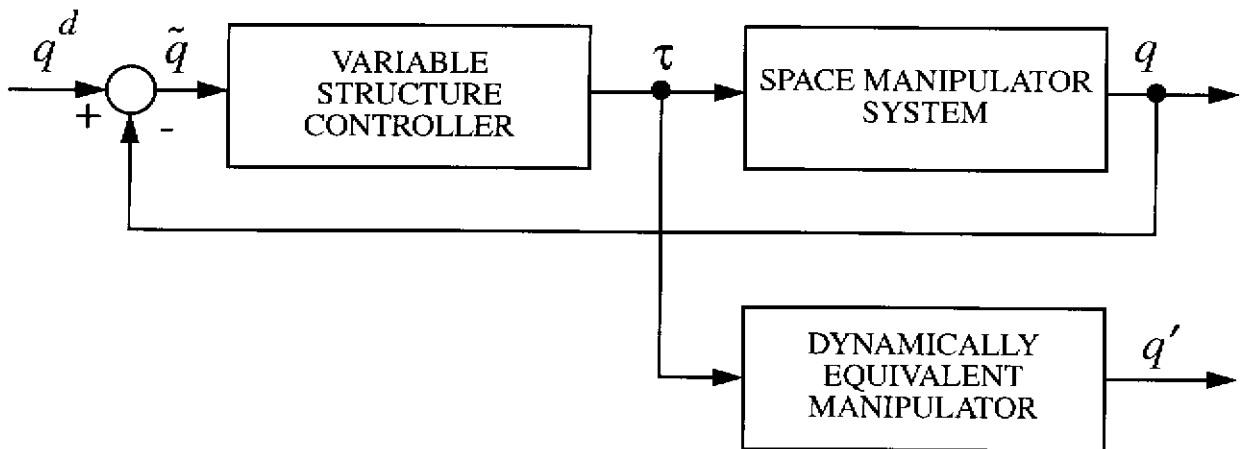 q^d
+
-
q̃
VARIABLE
STRUCTURE
CONTROLLER
τ
SPACE MANIPULATOR
SYSTEM
q
DYNAMICALLY
EQUIVALENT
MANIPULATOR
q′